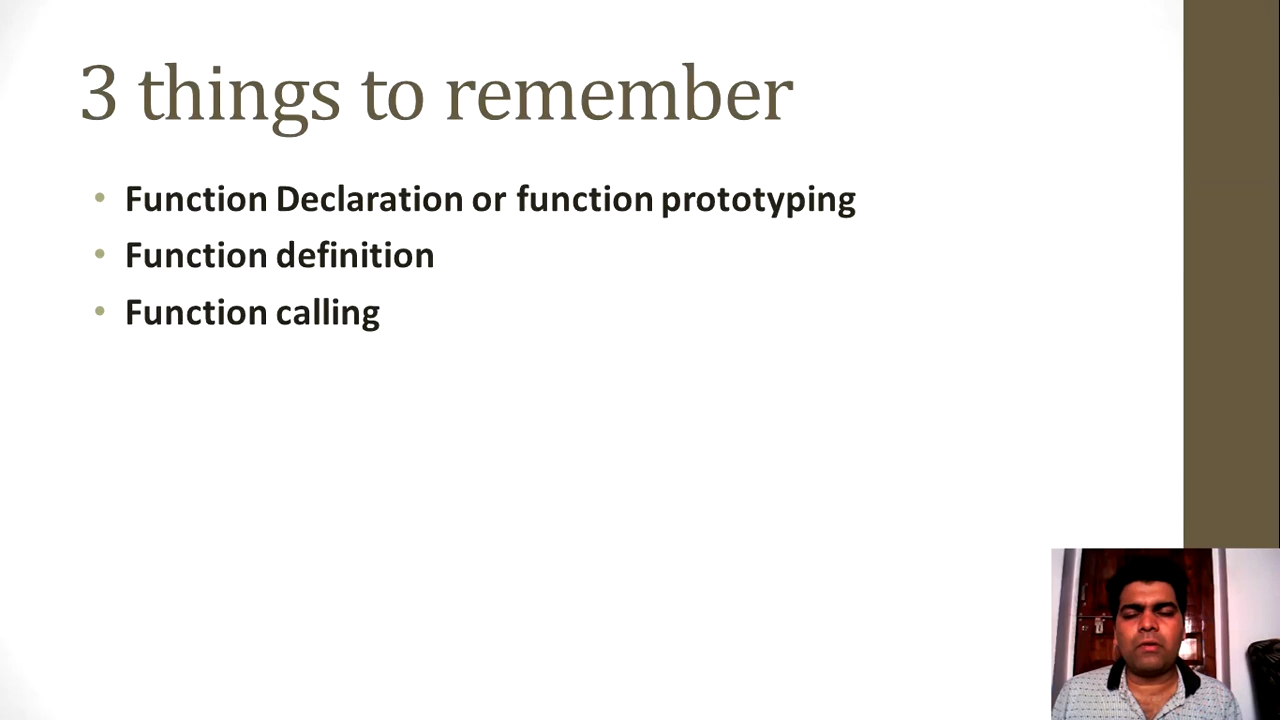 3 things to remember
• Function Declaration or function prototyping
• Function definition
• Function calling